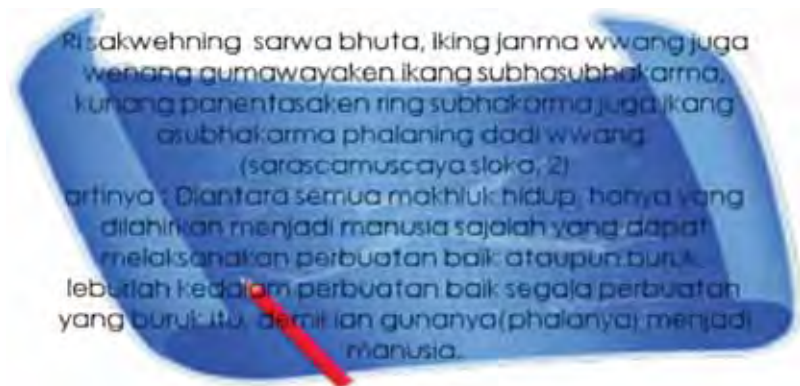 Ri sakwehning sarwa bhuta, iking janma wwang juga
wenang gumawayaken ikang subhasubhakarma,
kunang panentasaken ring subhakarma juga ikang
asubhakarma phalaning dadi wwang
(sarascamuscaya sloka, 2)
artinya : Diantara semua makhluk hidup, hanya yang
dilahirkan menjadi manusia sajalah yang dapat
melaksanakan perbuatan baik ataupun buruk.
leburlah kedalam perbuatan baik segala perbuatan
yang buruk itu, demikian gunanya(phalanya) menjadi
manusia.